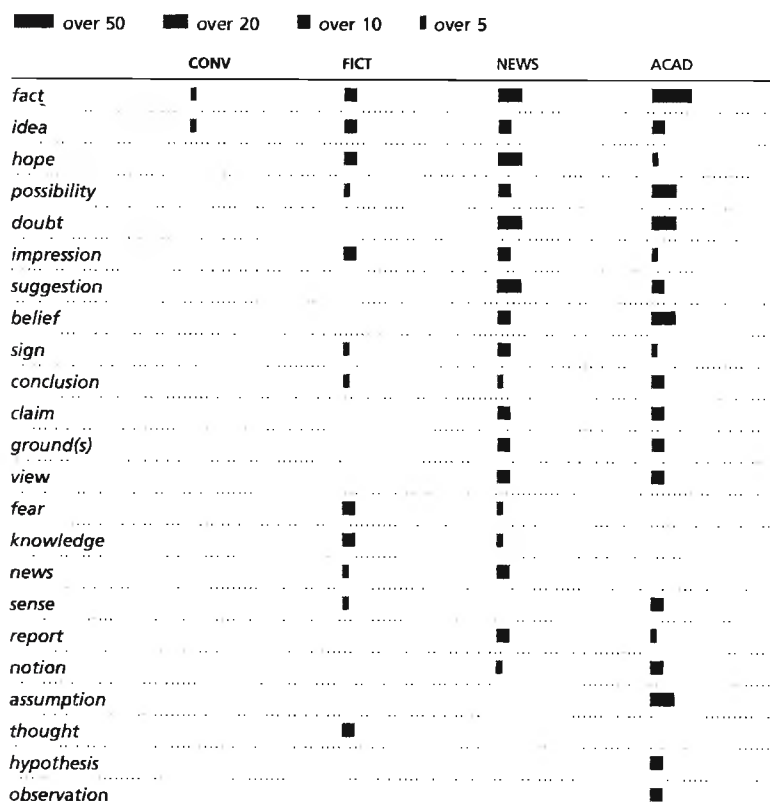 over 50 over 20 over 10 over 5
CONV FICT NEWS ACAD
fact
idea
hope
possibility
doubt
impression
suggestion
belief
sign
conclusion
claim
ground(s)
view
fear
knowledge
news
sense
report
notion
assumption
thought
hypothesis
observation